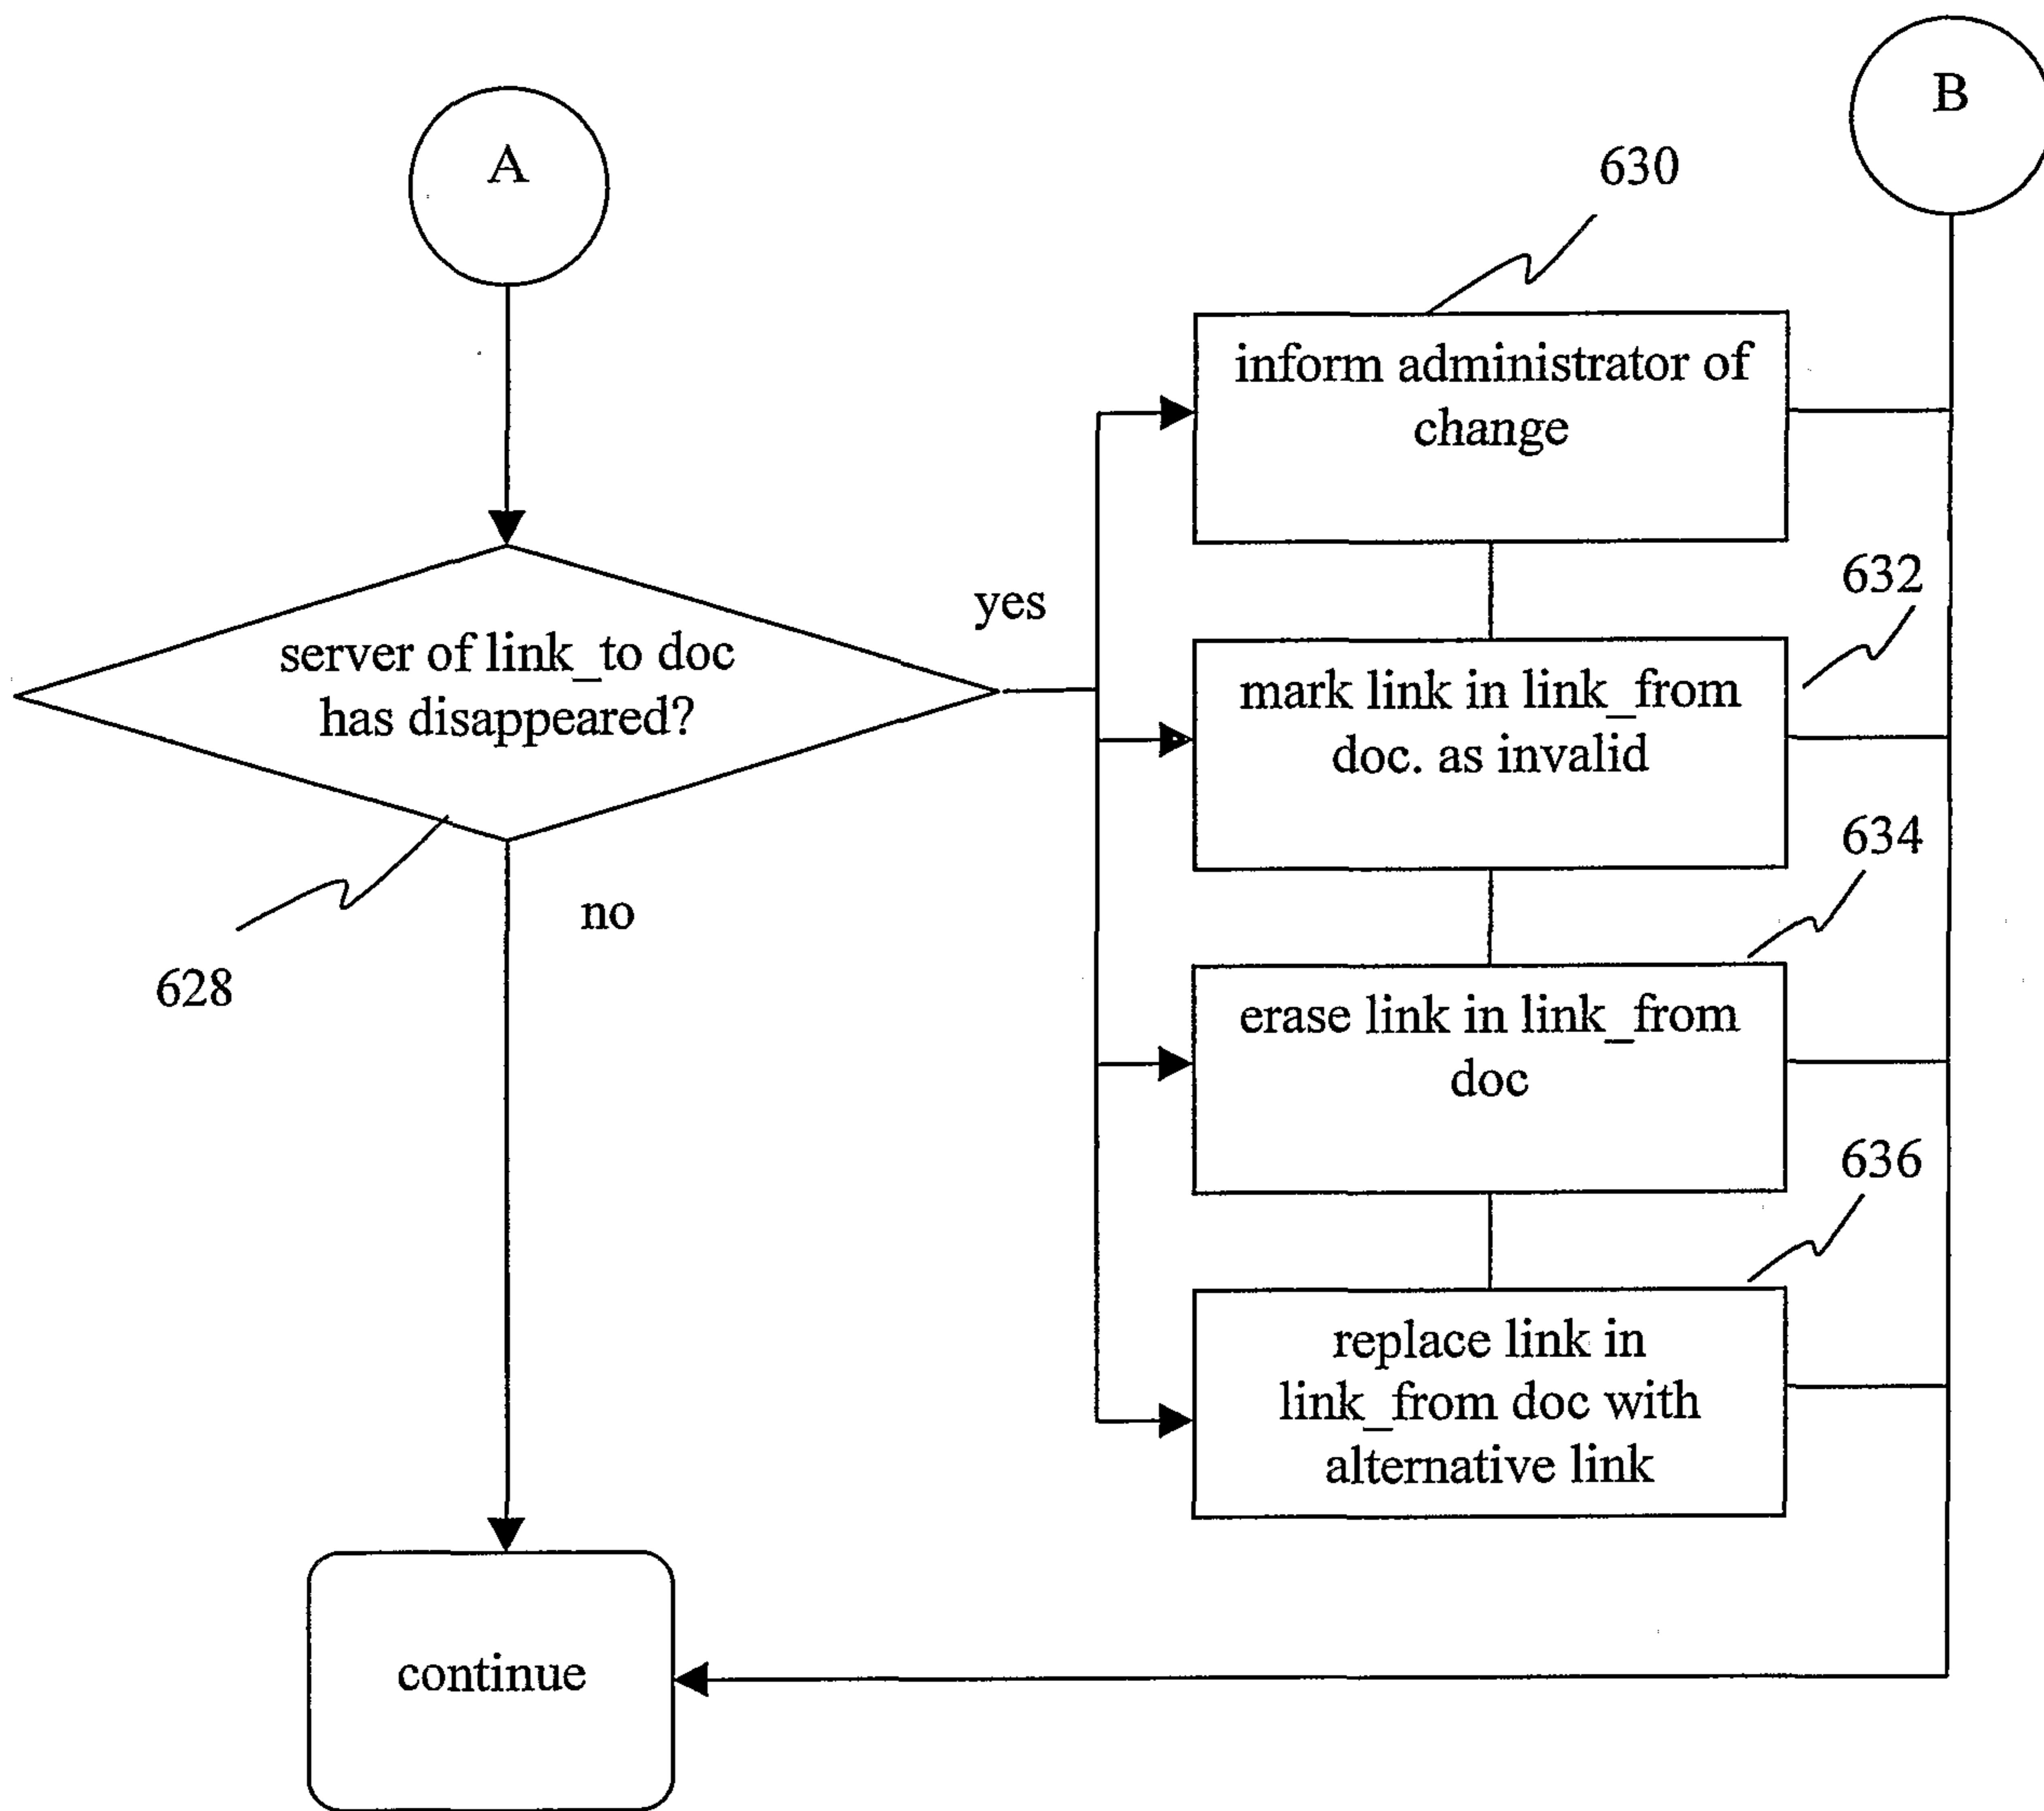 A
B
630
inform administrator of
change
632
yes
server of link_to doc
has disappeared?
mark link in link_from
doc. as invalid
634
no
628
erase link in link_from
doc
636
replace link in
link_from doc with
alternative link
continue